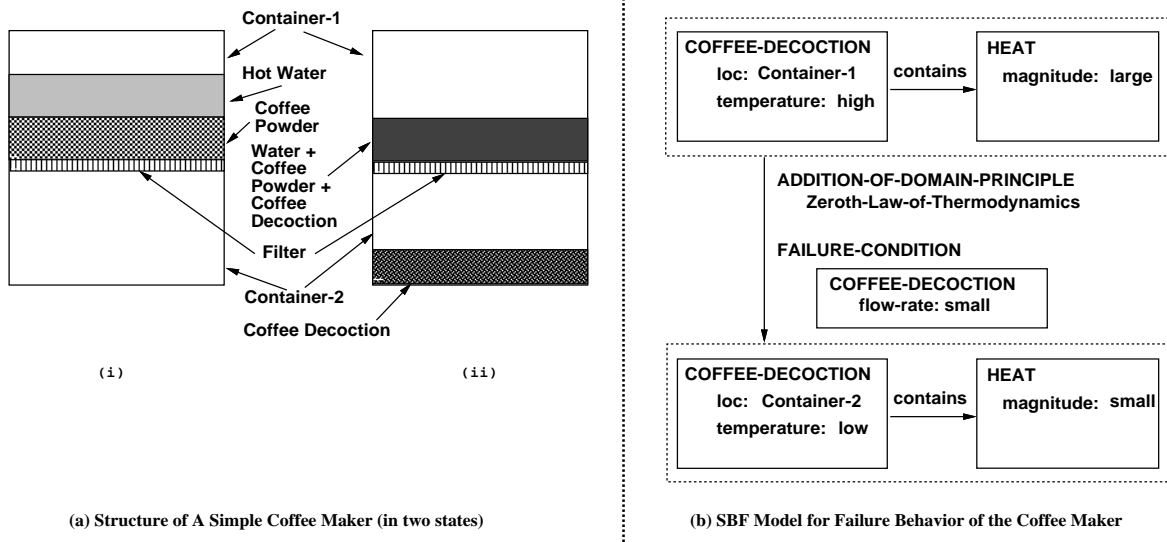 Container-1
Hot Water
Coffee
Powder
Water +
Coffee
Powder +
Coffee
Decoction
Filter
Container-2
Coffee Decoction
(i)
(ii)
(a) Structure of A Simple Coffee Maker (in two states)
COFFEE-DECOCTION
loc: Container-1
temperature: high
contains
HEAT
magnitude: large
ADDITION-OF-DOMAIN-PRINCIPLE
Zeroth-Law-of-Thermodynamics
FAILURE-CONDITION
COFFEE-DECOCTION
flow-rate: small
COFFEE-DECOCTION
loc: Container-2
temperature: low
contains
HEAT
magnitude: small
(b) SBF Model for Failure Behavior of the Coffee Maker